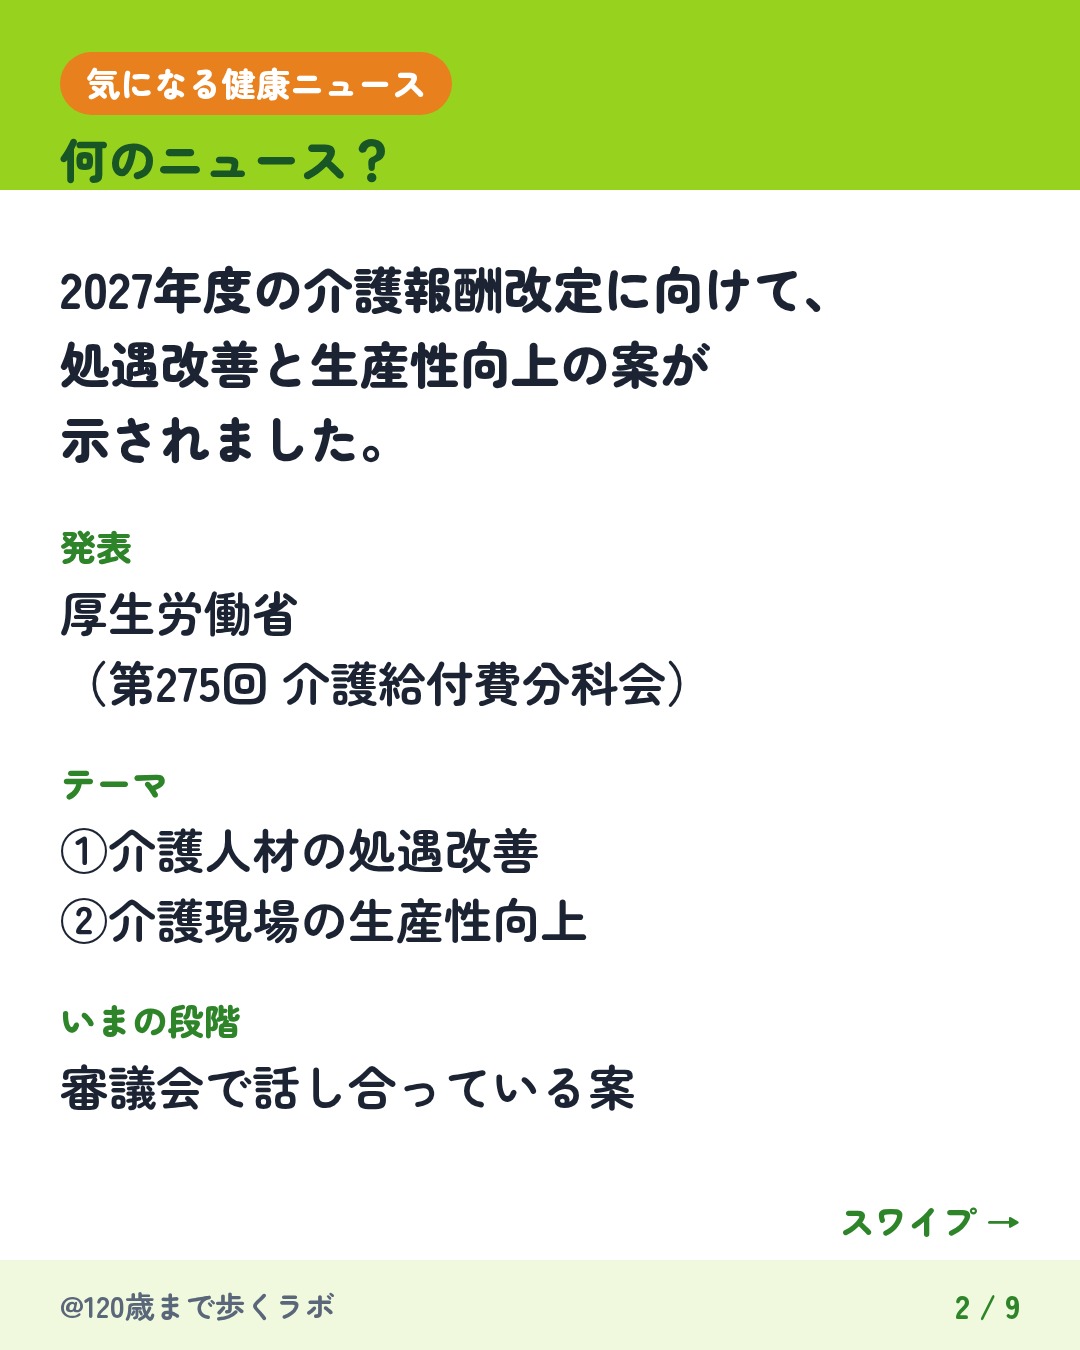 気になる健康ニュース
何のニュース？
2027年度の介護報酬改定に向けて、
処遇改善と生産性向上の案が
示されました。
発表
厚生労働省
（第275回 介護給付費分科会）
テーマ
①介護人材の処遇改善
②介護現場の生産性向上
いまの段階
審議会で話し合っている案
スワイプ →
@120歳まで歩くラボ
2 / 9